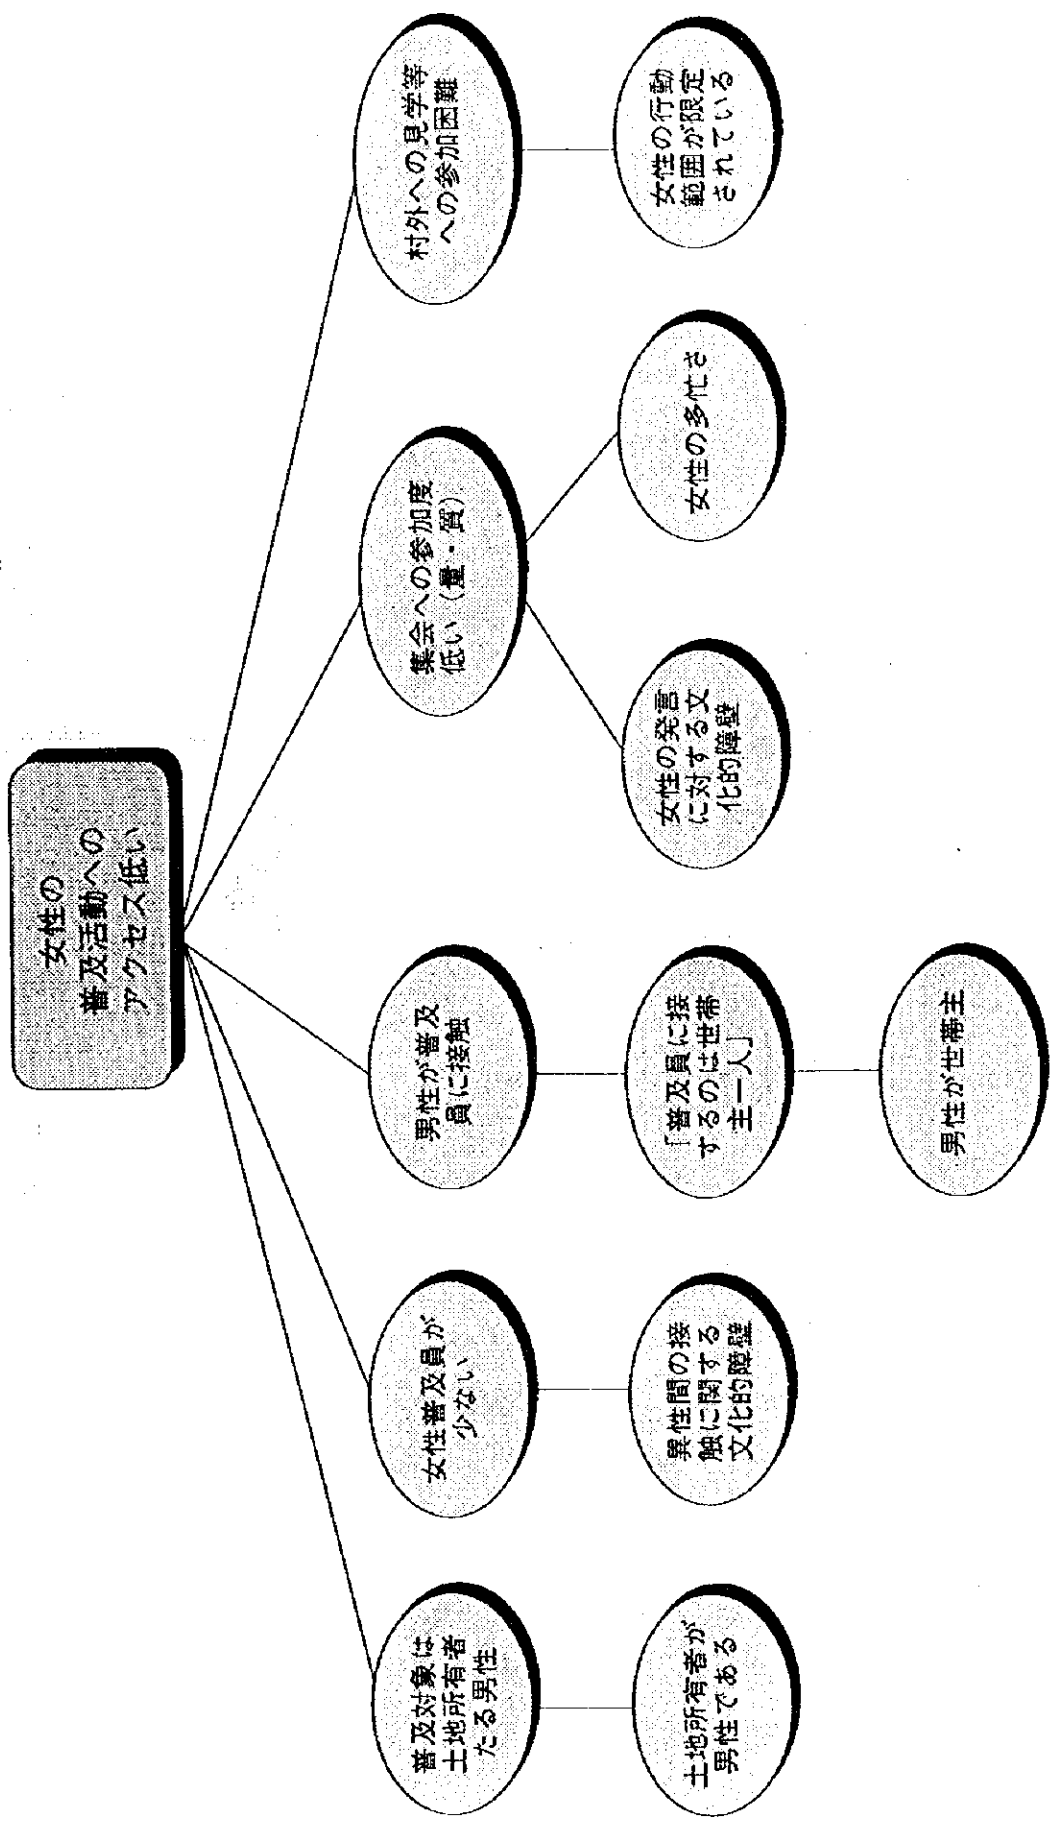 女性の
普及活動への
アクセス低い
普及対象は
土地所有者
たる男性
女性普及員が
少ない
男性が普及
員に接触
集会への参加度
低い（量・質）
村外への見学等
への参加困難
土地所有者が
男性である
異性間の接
触に関する
文化的障壁
「普及員に接
するのは世帯
主一人」
女性の発言
に対する文
化的障壁
女性の多忙さ
女性の行動
範囲が限定
されている
男性が世帯主